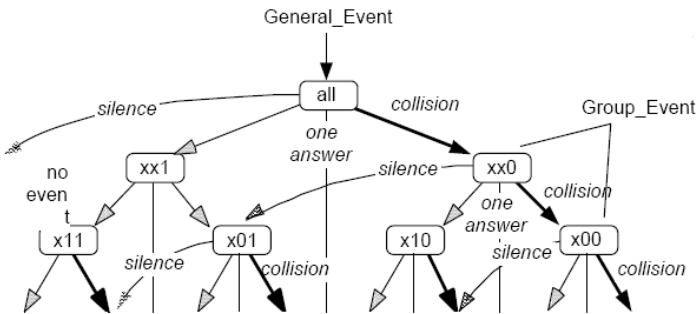 General_Event
all
silence
collision
Group_Event
one
answer
no
even
t
xx1
silence
xx0
one
answer
collision
x11
x01
x10
x00
silence
collision
silence
collision